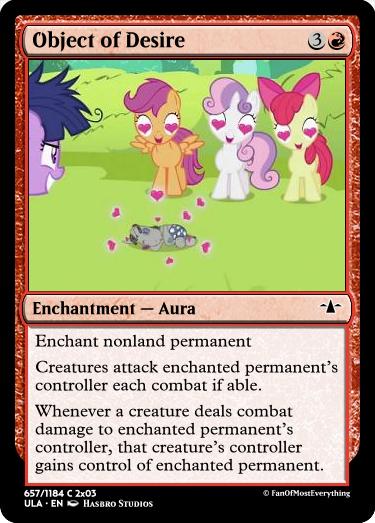 Object of Desire 3
Enchantment — Aura
Enchant nonland permanent
Creatures attack enchanted permanent's
controller each combat if able.
Whenever a creature deals combat
damage to enchanted permanent's
controller, that creature's controller
gains control of enchanted permanent.
657/1184 C 2x03
ULA • EN Hasbro Studios
© FanOfMostEverything